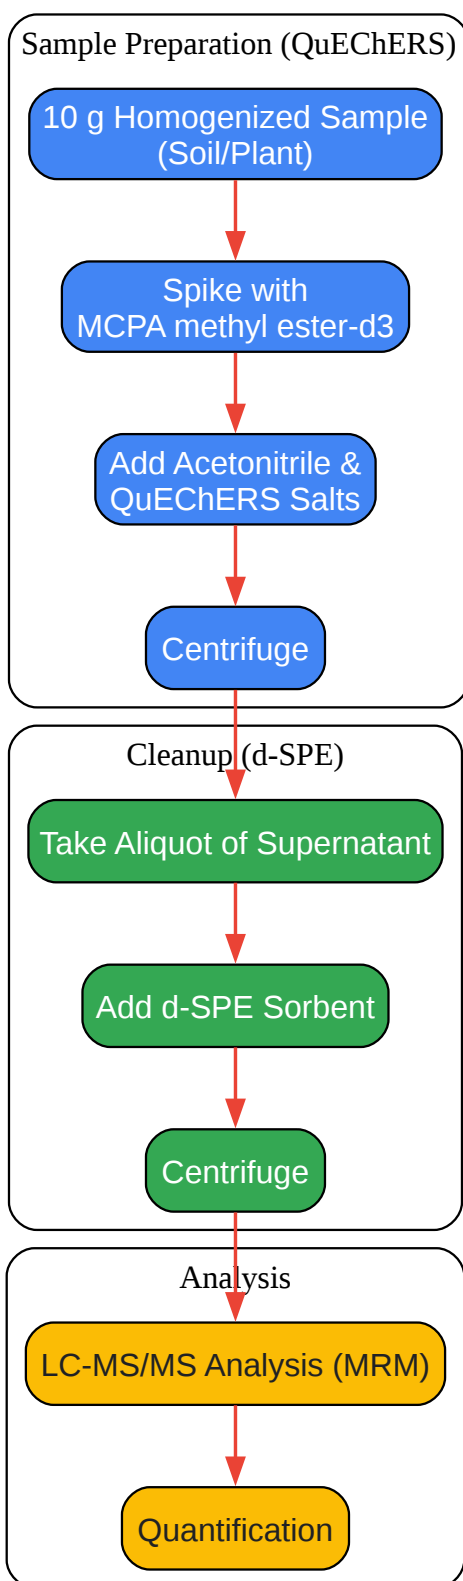 Sample Preparation (QuEChERS)
10 g Homogenized Sample
(Soil/Plant)
Spike with
MCPA methyl ester-d3
Add Acetonitrile &
QuEChERS Salts
Centrifuge
Cleanup (d-SPE)
Take Aliquot of Supernatant
Add d-SPE Sorbent
Centrifuge
Analysis
LC-MS/MS Analysis (MRM)
Quantification